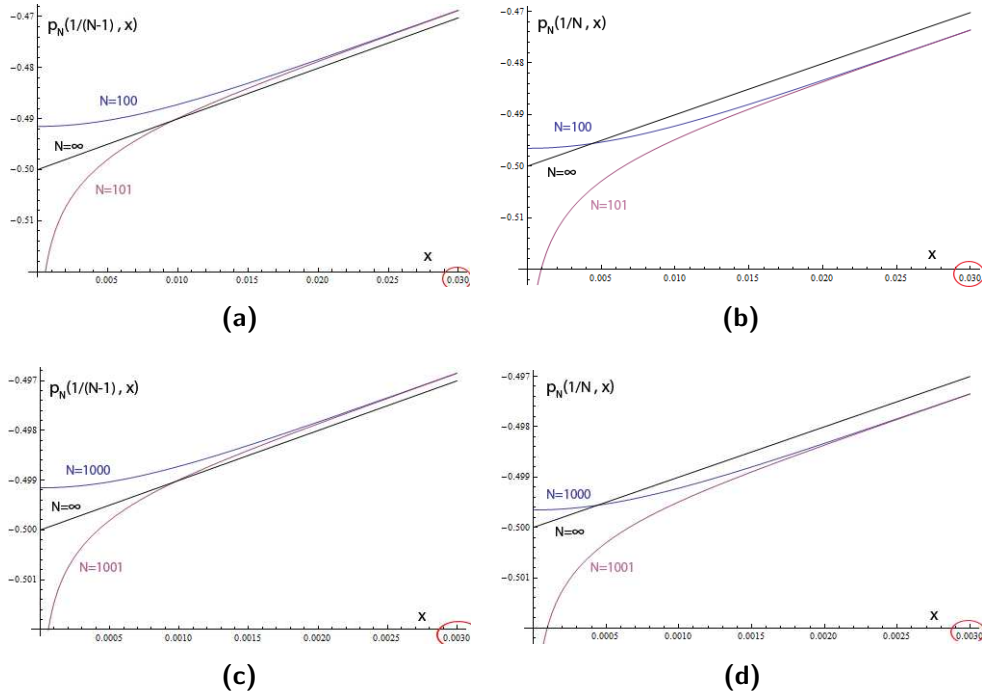 -0.47
p_N(1/(N-1) , x)
-0.48
N=100
-0.49
N=∞
-0.50
N=101
-0.51
x
0.005 0.010 0.015 0.020 0.025 0.030
(a)
-0.47
p_N(1/N , x)
-0.48
N=100
-0.49
-0.50
N=∞
N=101
-0.51
x
0.005 0.010 0.015 0.020 0.025 0.030
(b)
-0.497
p_N(1/(N-1) , x)
-0.498
N=1000
-0.499
N=∞
-0.500
N=1001
-0.501
x
0.0005 0.0010 0.0015 0.0020 0.0025 0.0030
(c)
-0.497
p_N(1/N , x)
-0.498
N=1000
-0.499
-0.500
N=∞
N=1001
-0.501
x
0.0005 0.0010 0.0015 0.0020 0.0025 0.0030
(d)